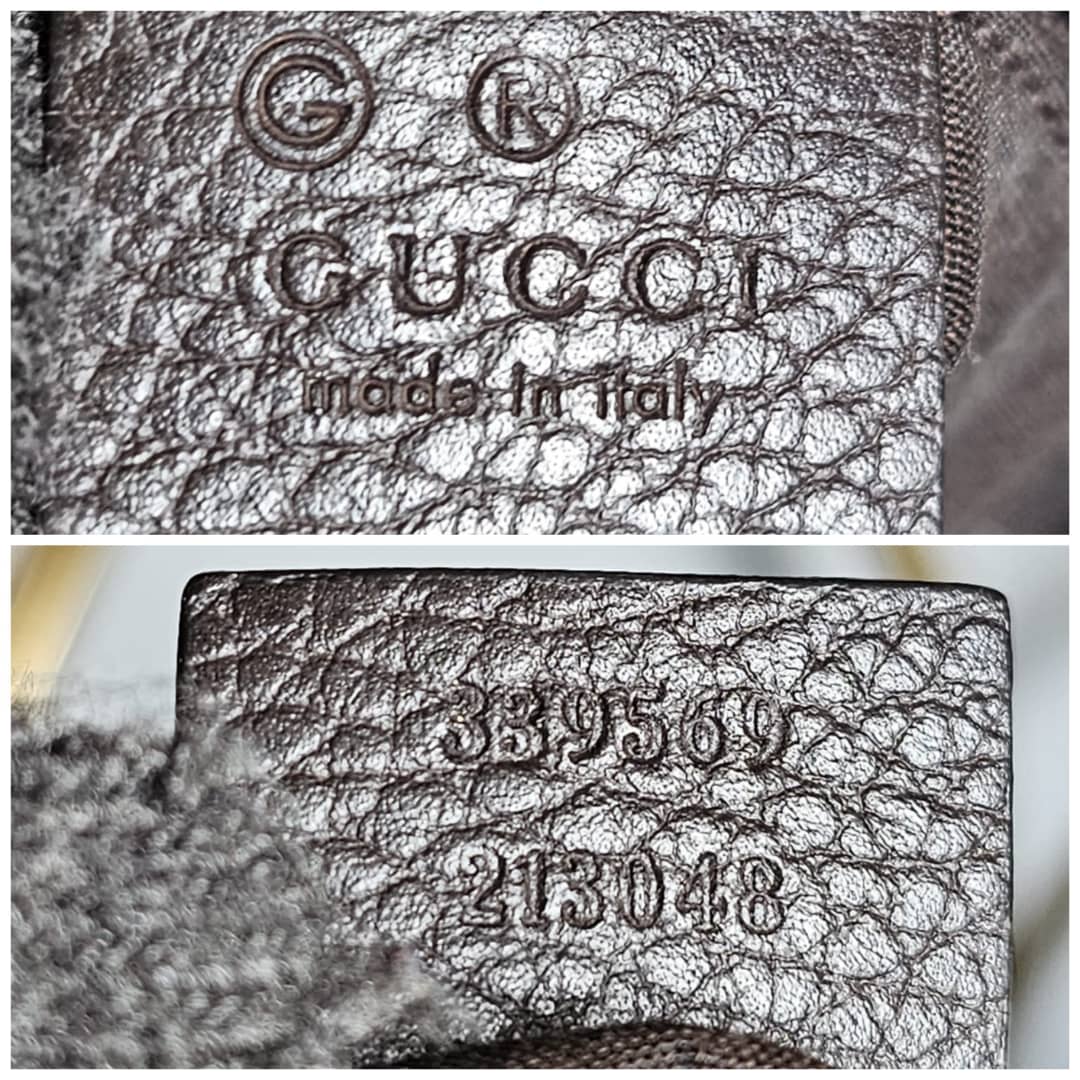 G ®
GUCCI
made in italy
339569
213048